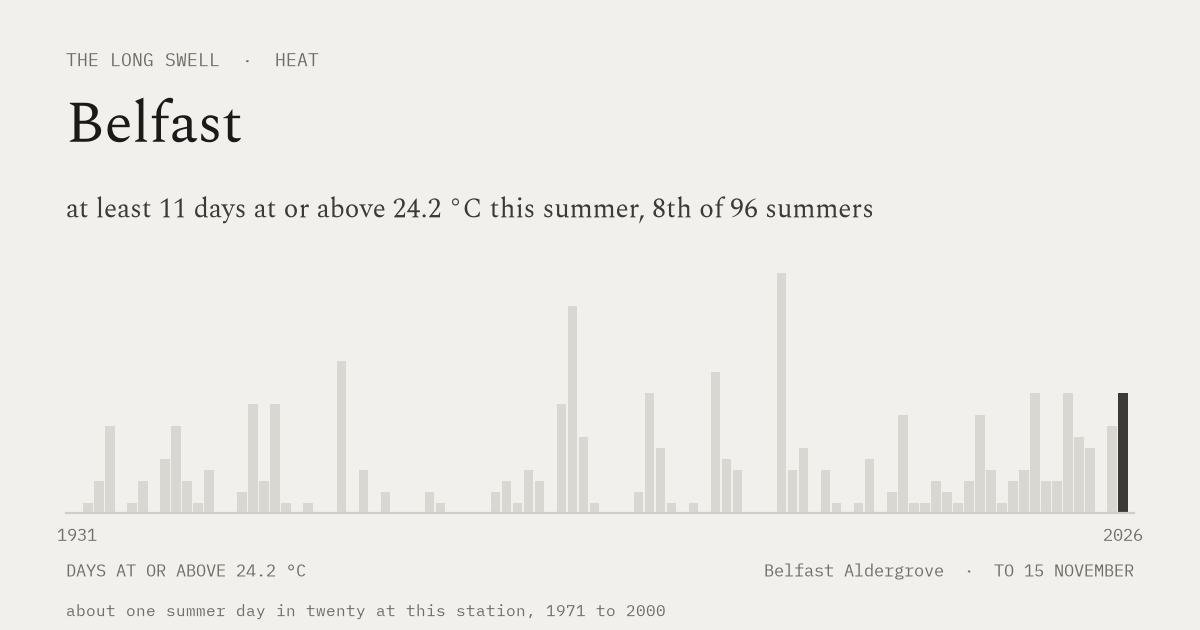 THE LONG SWELL · HEAT
Belfast
at least 11 days at or above 24.2 °C this summer, 8th of 96 summers
1931 2026
DAYS AT OR ABOVE 24.2 °C Belfast Aldergrove · TO 15 NOVEMBER
about one summer day in twenty at this station, 1971 to 2000